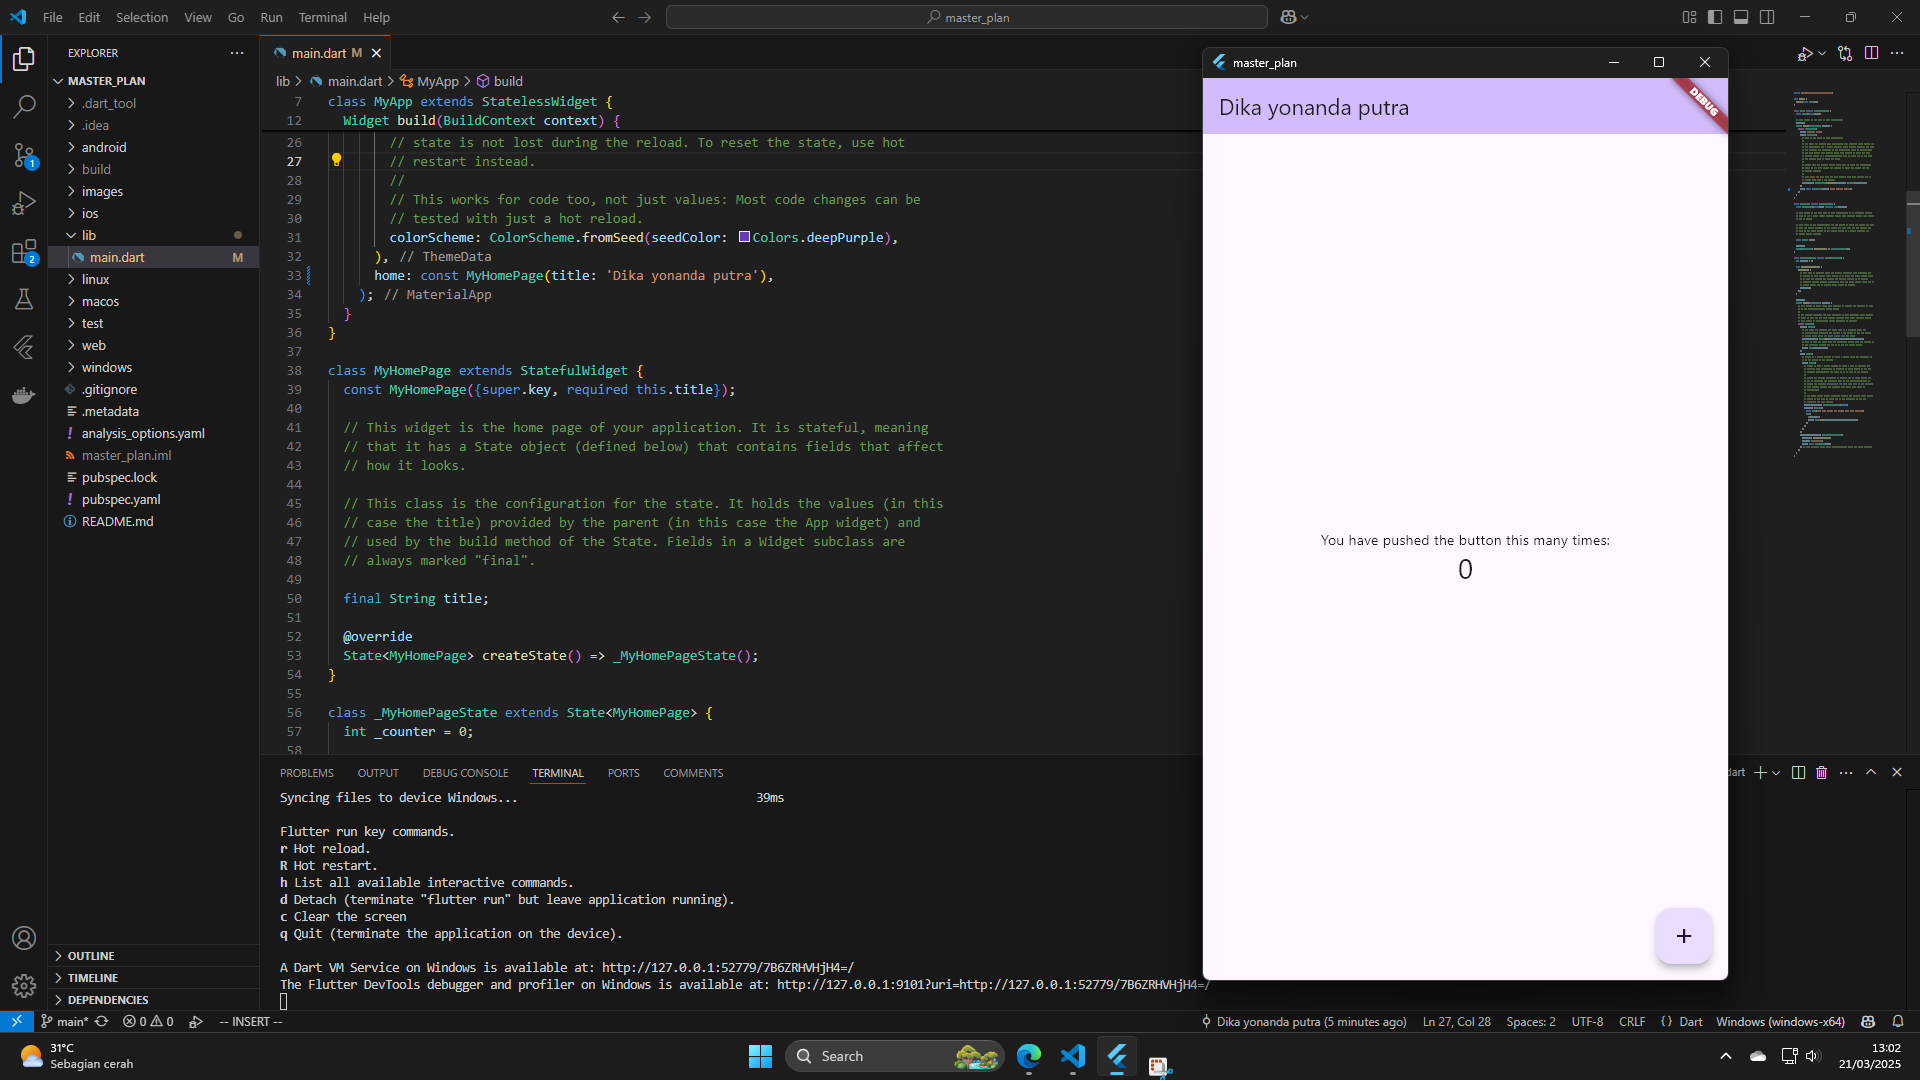 File Edit Selection View Go Run Terminal Help
master_plan
EXPLORER
MASTER_PLAN
.dart_tool
.idea
android
build
images
ios
lib
main.dart M
linux
macos
test
web
windows
.gitignore
.metadata
analysis_options.yaml
master_plan.iml
pubspec.lock
pubspec.yaml
README.md
OUTLINE
TIMELINE
DEPENDENCIES
1
2
main.dart M
lib > main.dart > MyApp > build
7 class MyApp extends StatelessWidget {
12 Widget build(BuildContext context) {
26 // state is not lost during the reload. To reset the state, use hot
27 // restart instead.
28 //
29 // This works for code too, not just values: Most code changes can be
30 // tested with just a hot reload.
31 colorScheme: ColorScheme.fromSeed(seedColor: Colors.deepPurple),
32 ), // ThemeData
33 home: const MyHomePage(title: 'Dika yonanda putra'),
34 ); // MaterialApp
35 }
36 }
37
38 class MyHomePage extends StatefulWidget {
39 const MyHomePage({super.key, required this.title});
40
41 // This widget is the home page of your application. It is stateful, meaning
42 // that it has a State object (defined below) that contains fields that affect
43 // how it looks.
44
45 // This class is the configuration for the state. It holds the values (in this
46 // case the title) provided by the parent (in this case the App widget) and
47 // used by the build method of the State. Fields in a Widget subclass are
48 // always marked "final".
49
50 final String title;
51
52 @override
53 State<MyHomePage> createState() => _MyHomePageState();
54 }
55
56 class _MyHomePageState extends State<MyHomePage> {
57 int _counter = 0;
58
master_plan
Dika yonanda putra
DEBUG
You have pushed the button this many times:
0
+
PROBLEMS OUTPUT DEBUG CONSOLE TERMINAL PORTS COMMENTS
dart
Syncing files to device Windows... 39ms
Flutter run key commands.
r Hot reload.
R Hot restart.
h List all available interactive commands.
d Detach (terminate "flutter run" but leave application running).
c Clear the screen
q Quit (terminate the application on the device).
A Dart VM Service on Windows is available at: http://127.0.0.1:52779/7B6ZRHVHjH4=/
The Flutter DevTools debugger and profiler on Windows is available at: http://127.0.0.1:9101?uri=http://127.0.0.1:52779/7B6ZRHVHjH4=/
main* 0 0 -- INSERT -- Dika yonanda putra (5 minutes ago) Ln 27, Col 28 Spaces: 2 UTF-8 CRLF {} Dart Windows (windows-x64)
31°C
Sebagian cerah
Search
13:02
21/03/2025